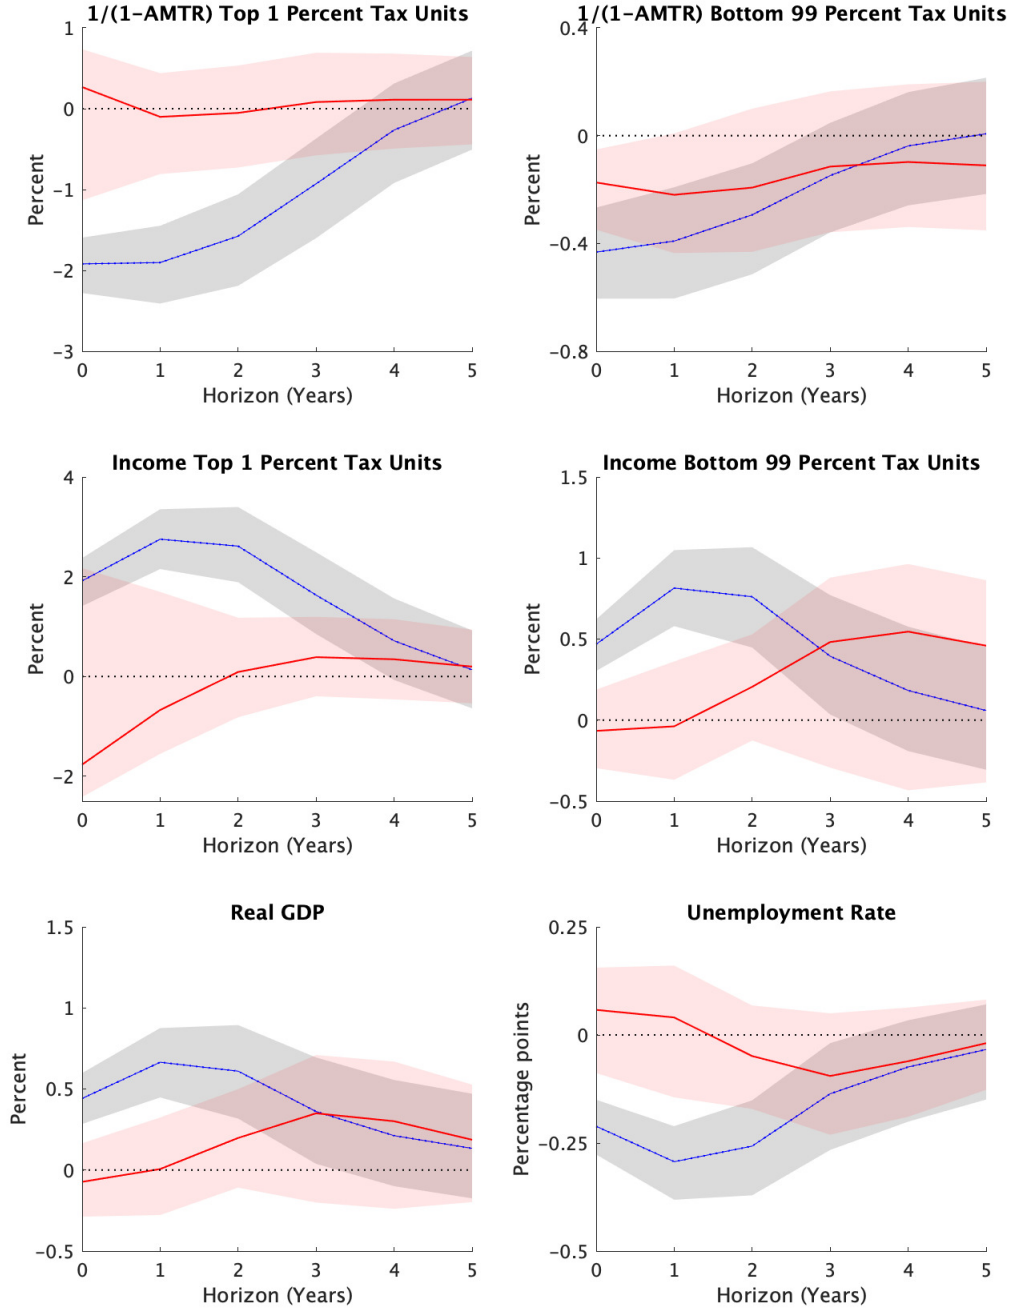 1/(1-AMTR) Top 1 Percent Tax Units
1
0
−1
−2
−3
Percent
0 1 2 3 4 5
Horizon (Years)
1/(1-AMTR) Bottom 99 Percent Tax Units
0.4
0
−0.4
−0.8
Percent
0 1 2 3 4 5
Horizon (Years)
Income Top 1 Percent Tax Units
4
2
0
−2
Percent
0 1 2 3 4 5
Horizon (Years)
Income Bottom 99 Percent Tax Units
1.5
1
0.5
0
−0.5
Percent
0 1 2 3 4 5
Horizon (Years)
Real GDP
1.5
1
0.5
0
−0.5
Percent
0 1 2 3 4 5
Horizon (Years)
Unemployment Rate
0.25
0
−0.25
−0.5
Percentage points
0 1 2 3 4 5
Horizon (Years)